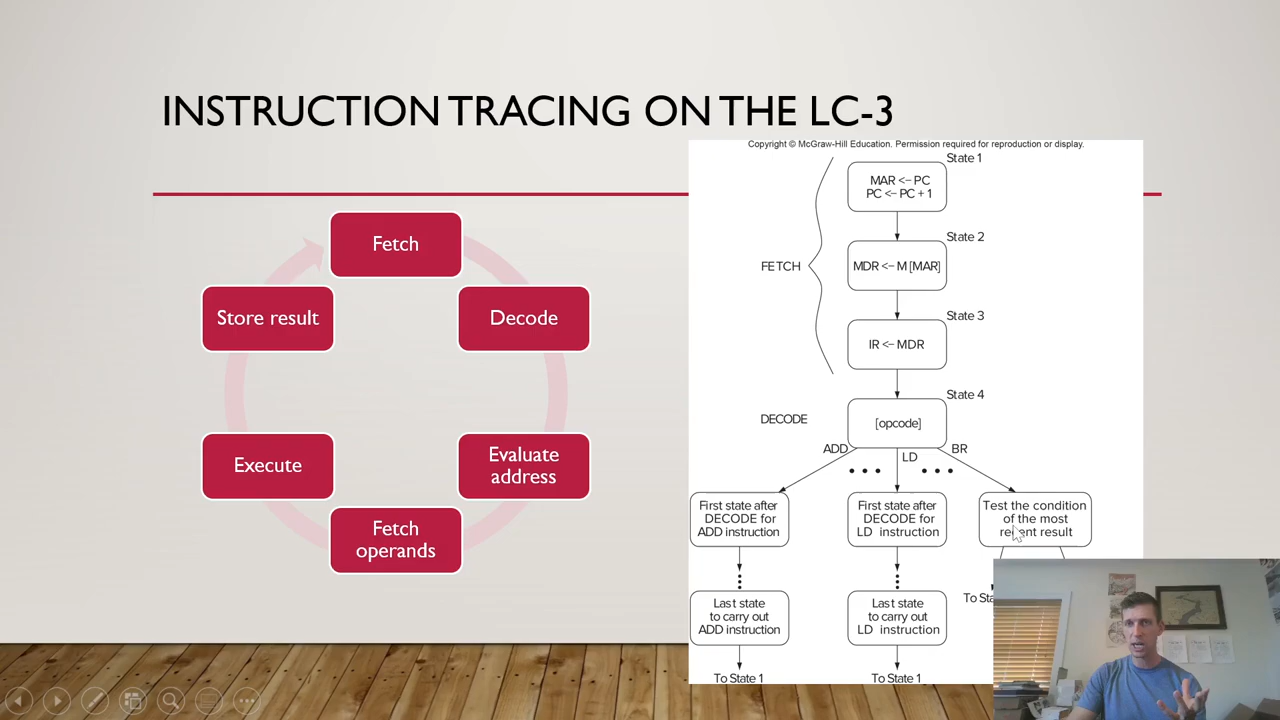 INSTRUCTION TRACING ON THE LC-3
Fetch
Decode
Evaluate
address
Fetch
operands
Execute
Store result
Copyright © McGraw-Hill Education. Permission required for reproduction or display.
State 1
MAR <– PC
PC <– PC + 1
State 2
FETCH
MDR <– M [MAR]
State 3
IR <– MDR
State 4
DECODE
[opcode]
ADD
LD
BR
First state after
DECODE for
ADD instruction
First state after
DECODE for
LD instruction
Test the condition
of the most
recent result
Last state
to carry out
ADD instruction
Last state
to carry out
LD instruction
To State 1
To State 1
To